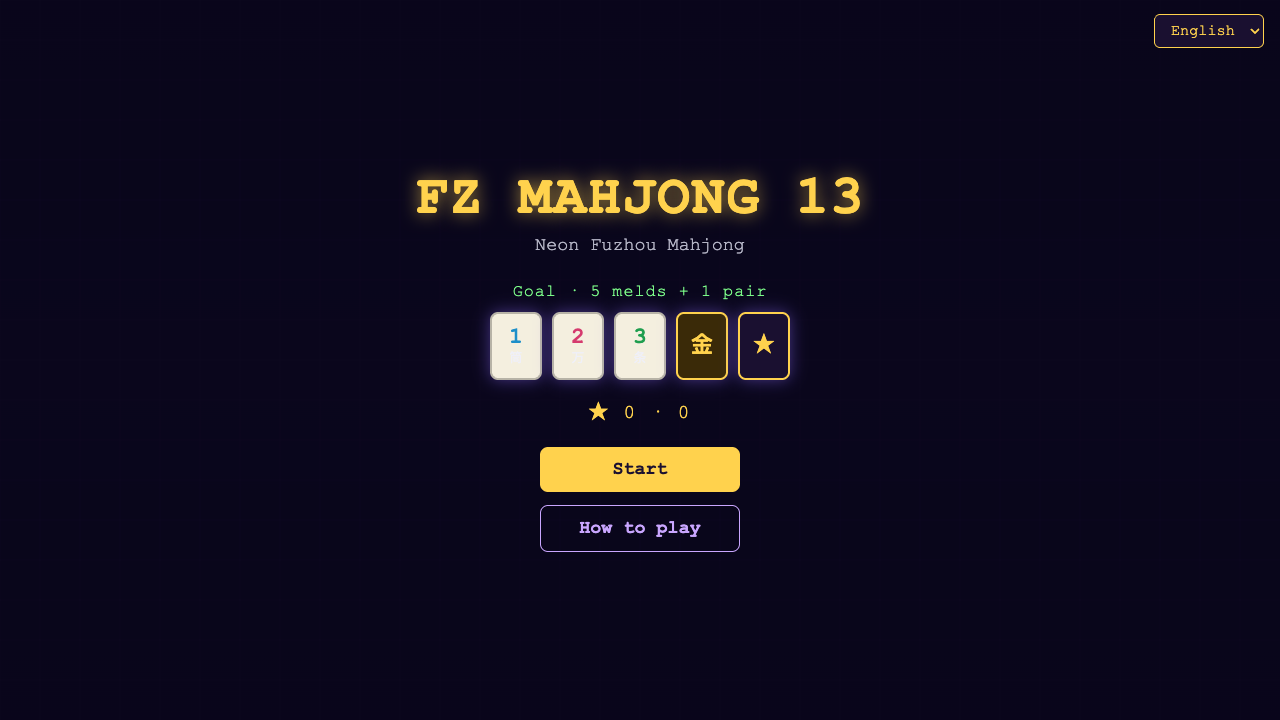 English
FZ MAHJONG 13
Neon Fuzhou Mahjong
Goal · 5 melds + 1 pair
1 2 3 金 ★
★ 0 · 0
Start
How to play